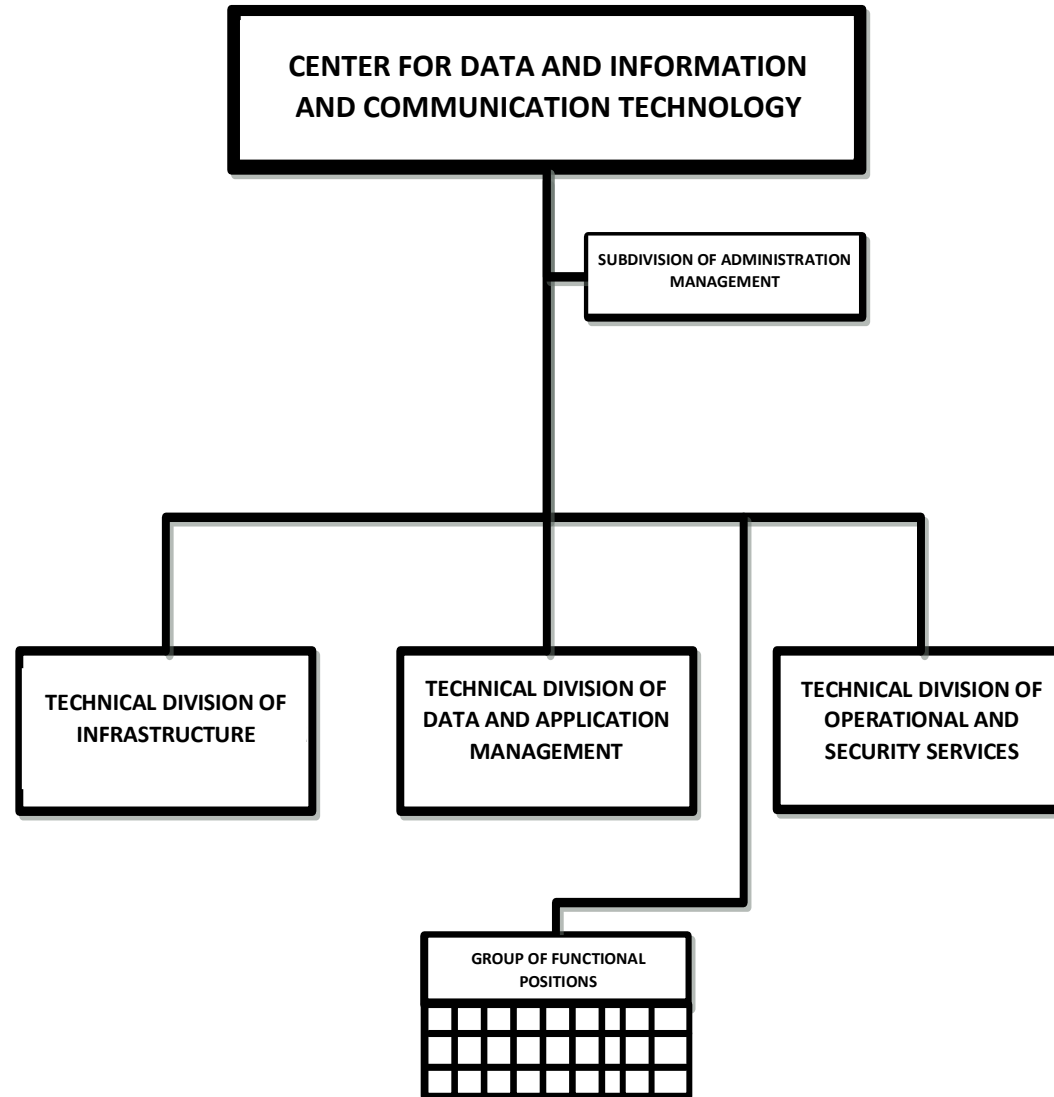 CENTER FOR DATA AND INFORMATION
AND COMMUNICATION TECHNOLOGY
SUBDIVISION OF ADMINISTRATION
MANAGEMENT
TECHNICAL DIVISION OF
INFRASTRUCTURE
TECHNICAL DIVISION OF
DATA AND APPLICATION
MANAGEMENT
TECHNICAL DIVISION OF
OPERATIONAL AND
SECURITY SERVICES
GROUP OF FUNCTIONAL
POSITIONS